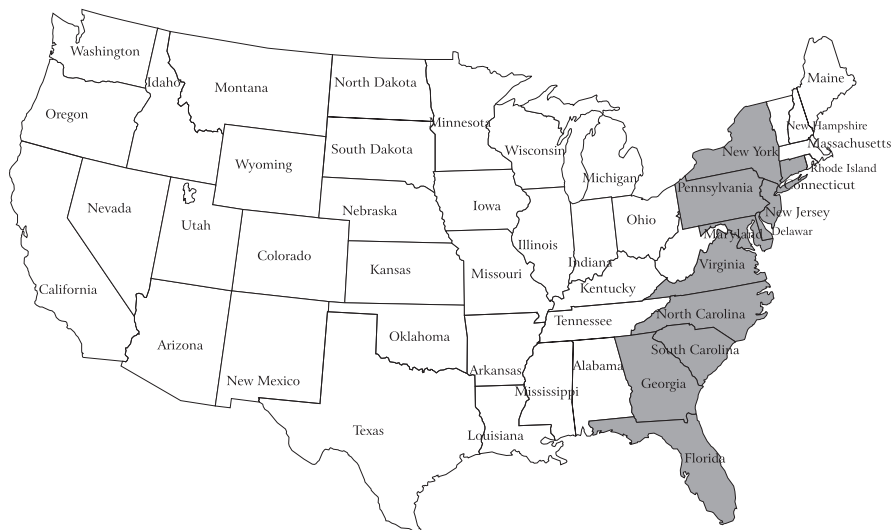 Washington
Idaho
Montana
North Dakota
Minnesota
Maine
Oregon
New Hampshire
Massachusetts
South Dakota
Wisconsin
New York
Wyoming
Rhode Island
Michigan
Connecticut
Pennsylvania
Nevada
Utah
Nebraska
Iowa
Ohio
New Jersey
Delawar
Maryland
Colorado
Illinois
Indiana
Virginia
Kansas
Missouri
Kentucky
California
North Carolina
Tennessee
Arizona
Oklahoma
South Carolina
Arkansas
Alabama
New Mexico
Georgia
Mississippi
Texas
Louisiana
Florida